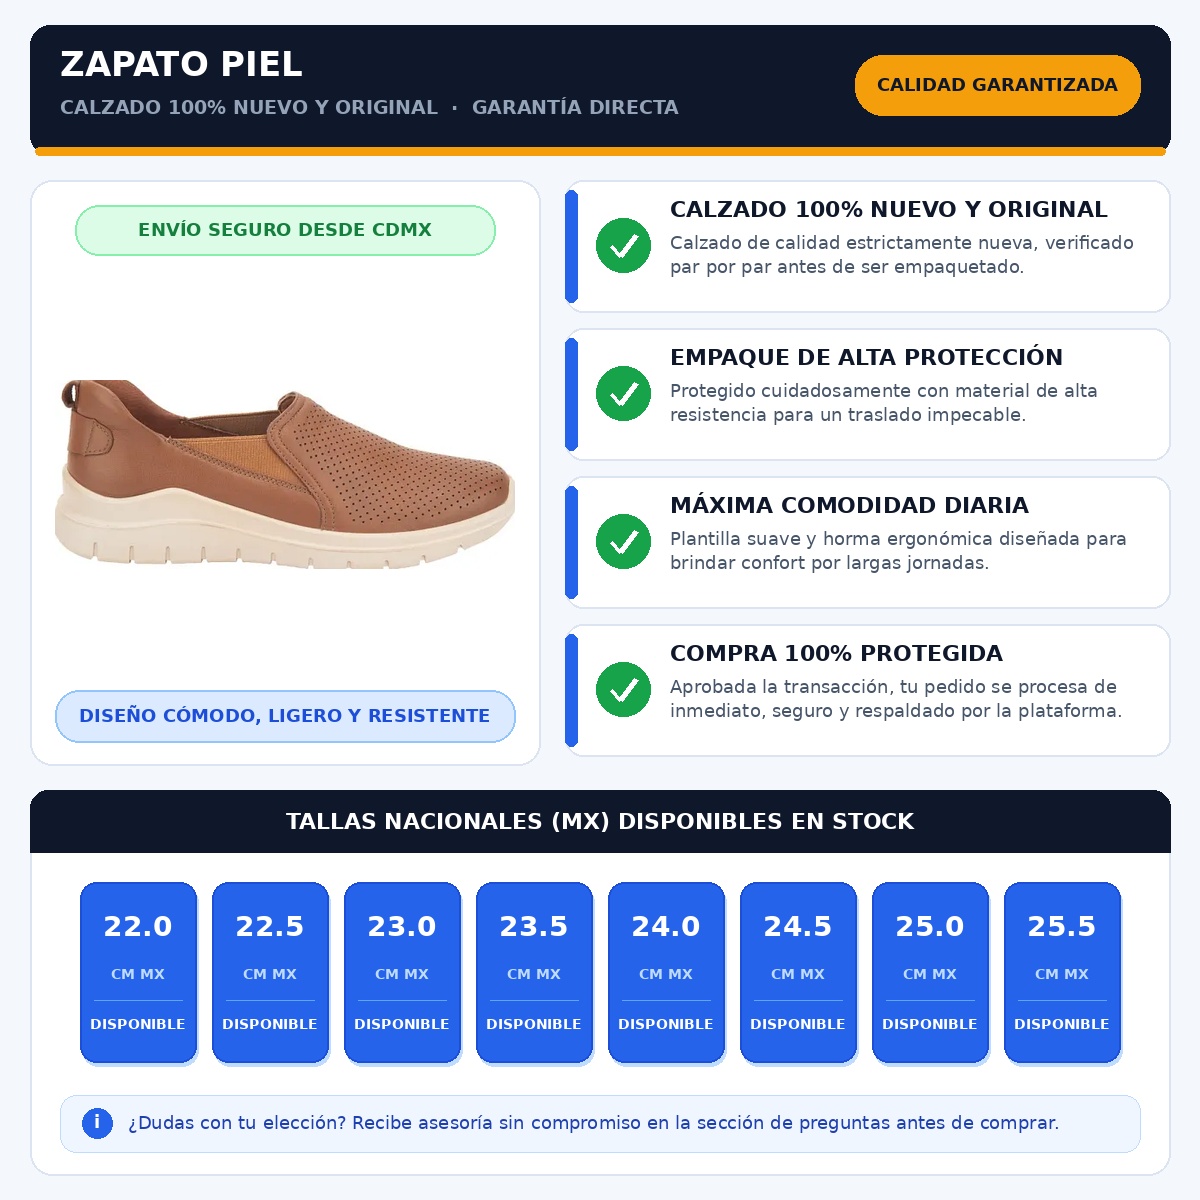 ZAPATO PIEL
CALZADO 100% NUEVO Y ORIGINAL · GARANTÍA DIRECTA
CALIDAD GARANTIZADA
ENVÍO SEGURO DESDE CDMX
DISEÑO CÓMODO, LIGERO Y RESISTENTE
CALZADO 100% NUEVO Y ORIGINAL
Calzado de calidad estrictamente nueva, verificado
par por par antes de ser empaquetado.
EMPAQUE DE ALTA PROTECCIÓN
Protegido cuidadosamente con material de alta
resistencia para un traslado impecable.
MÁXIMA COMODIDAD DIARIA
Plantilla suave y horma ergonómica diseñada para
brindar confort por largas jornadas.
COMPRA 100% PROTEGIDA
Aprobada la transacción, tu pedido se procesa de
inmediato, seguro y respaldado por la plataforma.
TALLAS NACIONALES (MX) DISPONIBLES EN STOCK
22.0 22.5 23.0 23.5 24.0 24.5 25.0 25.5
CM MX CM MX CM MX CM MX CM MX CM MX CM MX CM MX
DISPONIBLE DISPONIBLE DISPONIBLE DISPONIBLE DISPONIBLE DISPONIBLE DISPONIBLE DISPONIBLE
i ¿Dudas con tu elección? Recibe asesoría sin compromiso en la sección de preguntas antes de comprar.